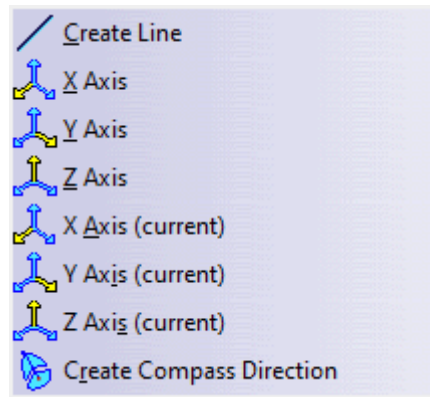 Create Line
X Axis
Y Axis
Z Axis
X Axis (current)
Y Axis (current)
Z Axis (current)
Create Compass Direction